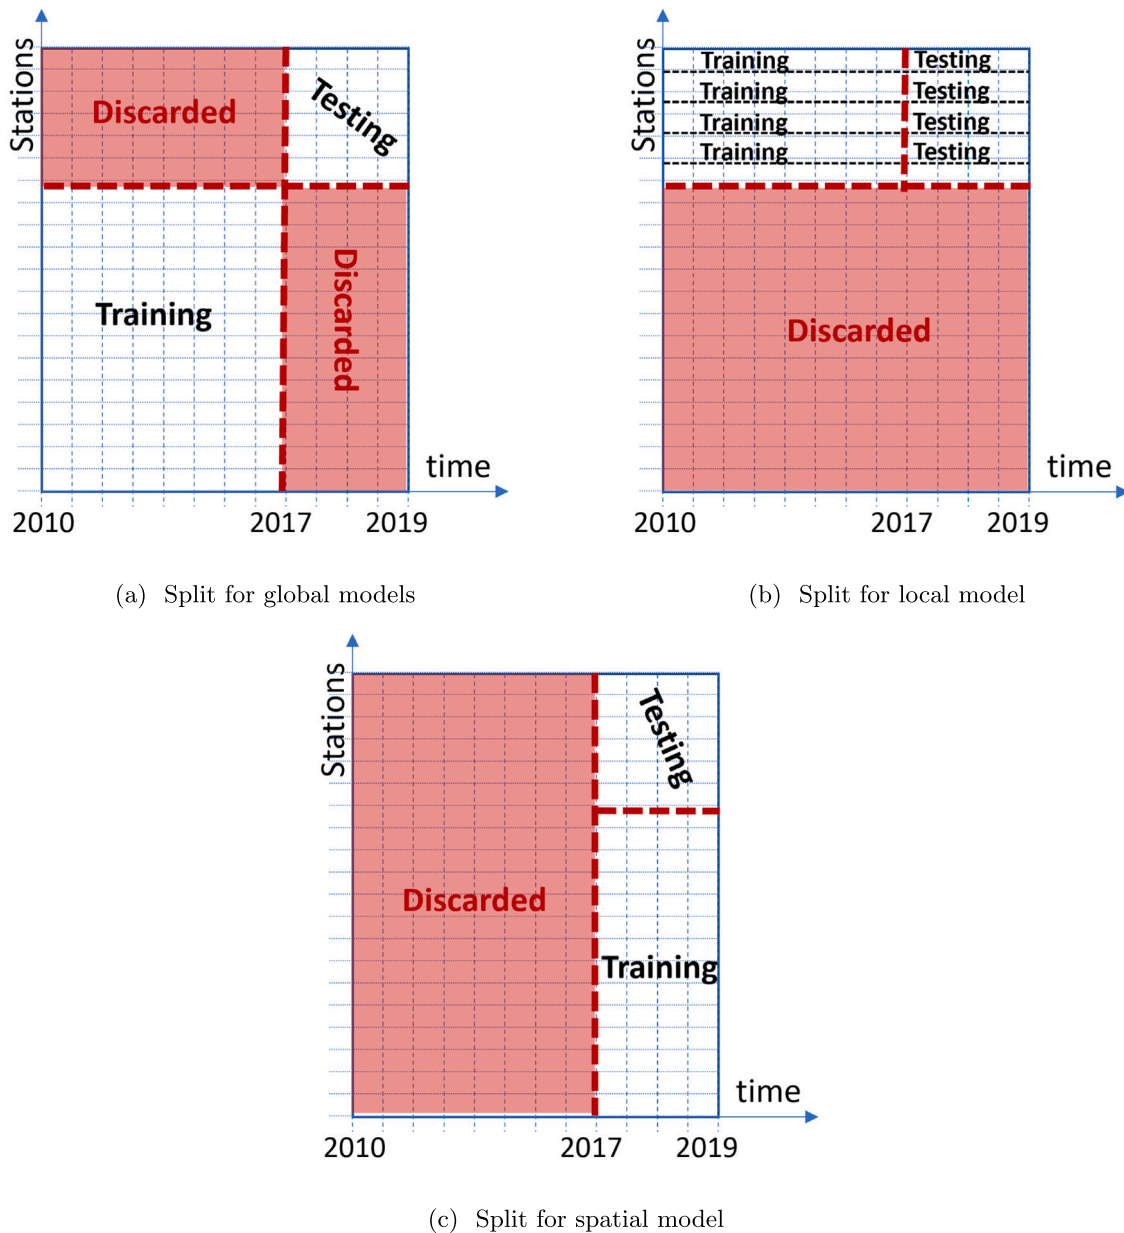 Stations
Discarded
Testing
Training
Discarded
time
2010 2017 2019
(a) Split for global models
Stations
Training Testing
Training Testing
Training Testing
Training Testing
Discarded
time
2010 2017 2019
(b) Split for local model
Stations
Testing
Discarded
Training
time
2010 2017 2019
(c) Split for spatial model